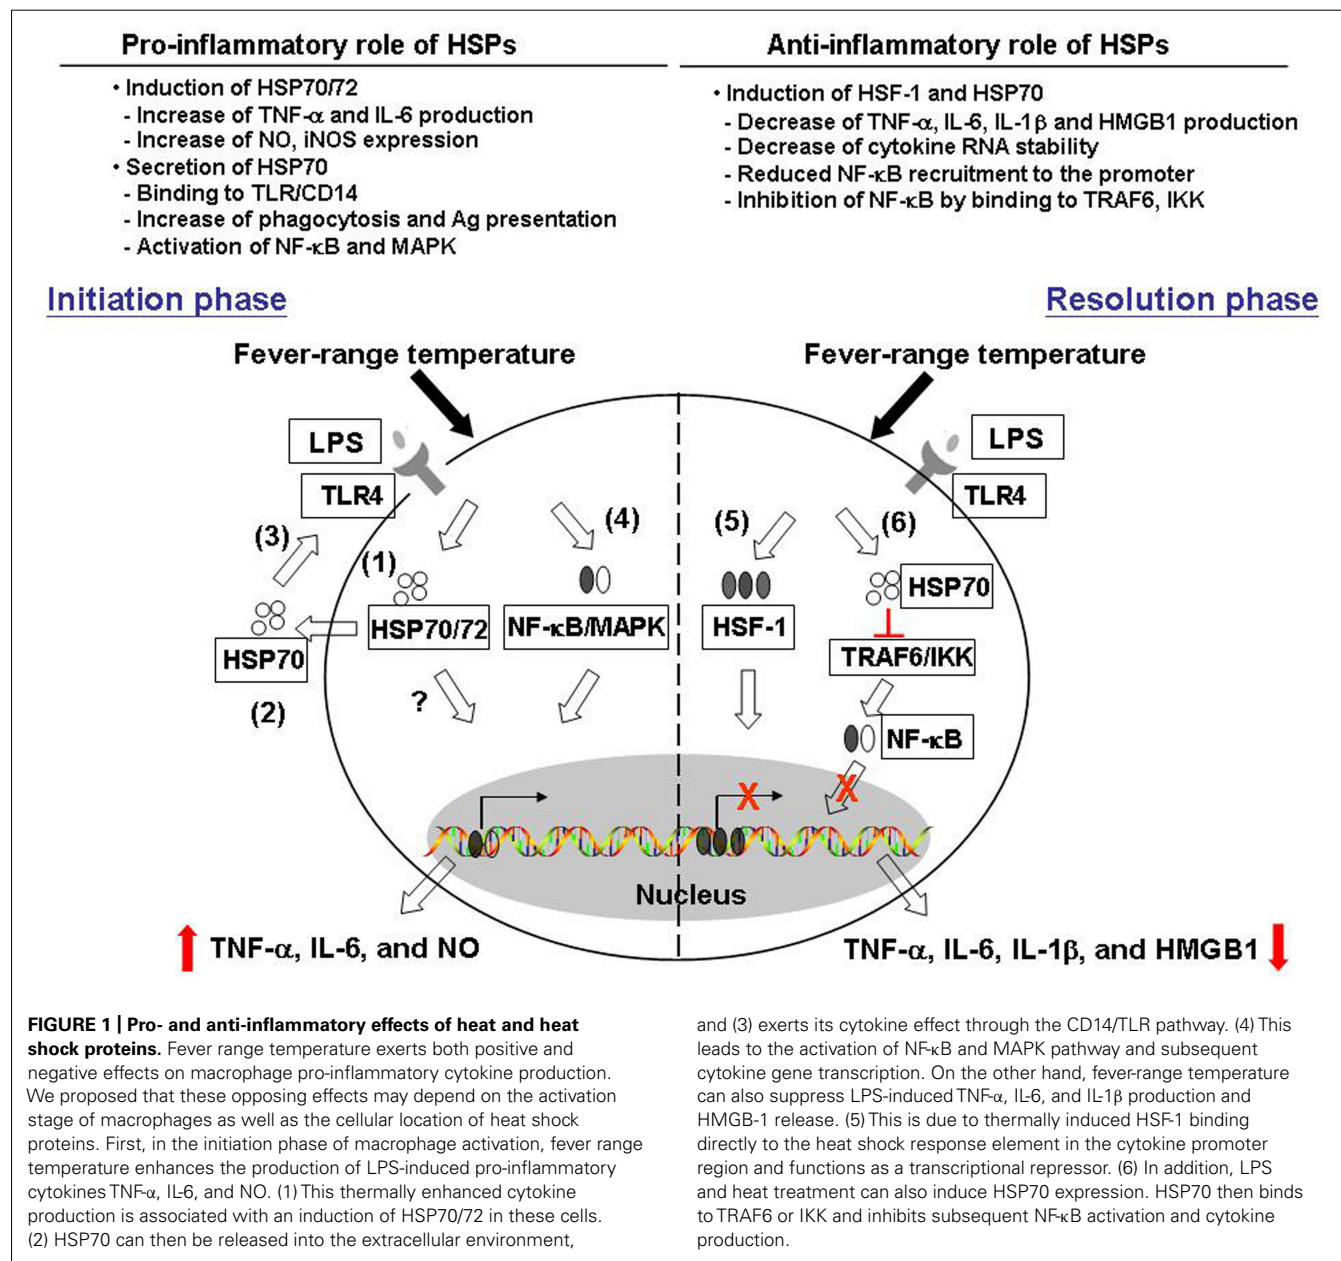 Pro-inflammatory role of HSPs
• Induction of HSP70/72
- Increase of TNF-α and IL-6 production
- Increase of NO, iNOS expression
• Secretion of HSP70
- Binding to TLR/CD14
- Increase of phagocytosis and Ag presentation
- Activation of NF-κB and MAPK
Anti-inflammatory role of HSPs
• Induction of HSF-1 and HSP70
- Decrease of TNF-α, IL-6, IL-1β and HMGB1 production
- Decrease of cytokine RNA stability
- Reduced NF-κB recruitment to the promoter
- Inhibition of NF-κB by binding to TRAF6, IKK
Initiation phase
Resolution phase
Fever-range temperature
LPS
TLR4
(3)
(1)
(4)
HSP70/72
NF-κB/MAPK
HSP70
(2)
?
Fever-range temperature
LPS
TLR4
(5)
(6)
HSP70
HSF-1
TRAF6/IKK
NF-κB
X
X
Nucleus
TNF-α, IL-6, and NO
TNF-α, IL-6, IL-1β, and HMGB1
FIGURE 1 | Pro- and anti-inflammatory effects of heat and heat
shock proteins. Fever range temperature exerts both positive and
negative effects on macrophage pro-inflammatory cytokine production.
We proposed that these opposing effects may depend on the activation
stage of macrophages as well as the cellular location of heat shock
proteins. First, in the initiation phase of macrophage activation, fever range
temperature enhances the production of LPS-induced pro-inflammatory
cytokines TNF-α, IL-6, and NO. (1) This thermally enhanced cytokine
production is associated with an induction of HSP70/72 in these cells.
(2) HSP70 can then be released into the extracellular environment,
and (3) exerts its cytokine effect through the CD14/TLR pathway. (4) This
leads to the activation of NF-κB and MAPK pathway and subsequent
cytokine gene transcription. On the other hand, fever-range temperature
can also suppress LPS-induced TNF-α, IL-6, and IL-1β production and
HMGB-1 release. (5) This is due to thermally induced HSF-1 binding
directly to the heat shock response element in the cytokine promoter
region and functions as a transcriptional repressor. (6) In addition, LPS
and heat treatment can also induce HSP70 expression. HSP70 then binds
to TRAF6 or IKK and inhibits subsequent NF-κB activation and cytokine
production.